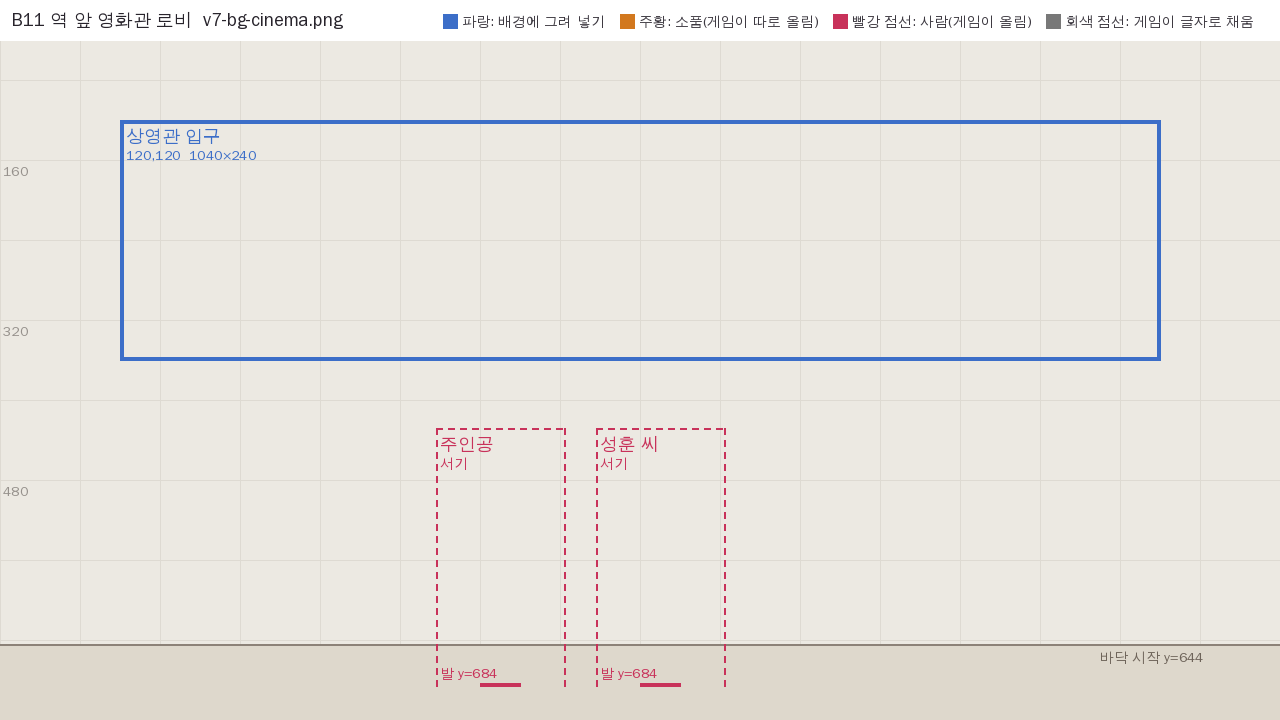 B11 역 앞 영화관 로비 v7-bg-cinema.png
파랑: 배경에 그려 넣기
주황: 소품(게임이 따로 올림)
빨강 점선: 사람(게임이 올림)
회색 점선: 게임이 글자로 채움
상영관 입구
120,120 1040×240
160
320
주인공
서기
성훈 씨
서기
480
바닥 시작 y=644
발 y=684
발 y=684